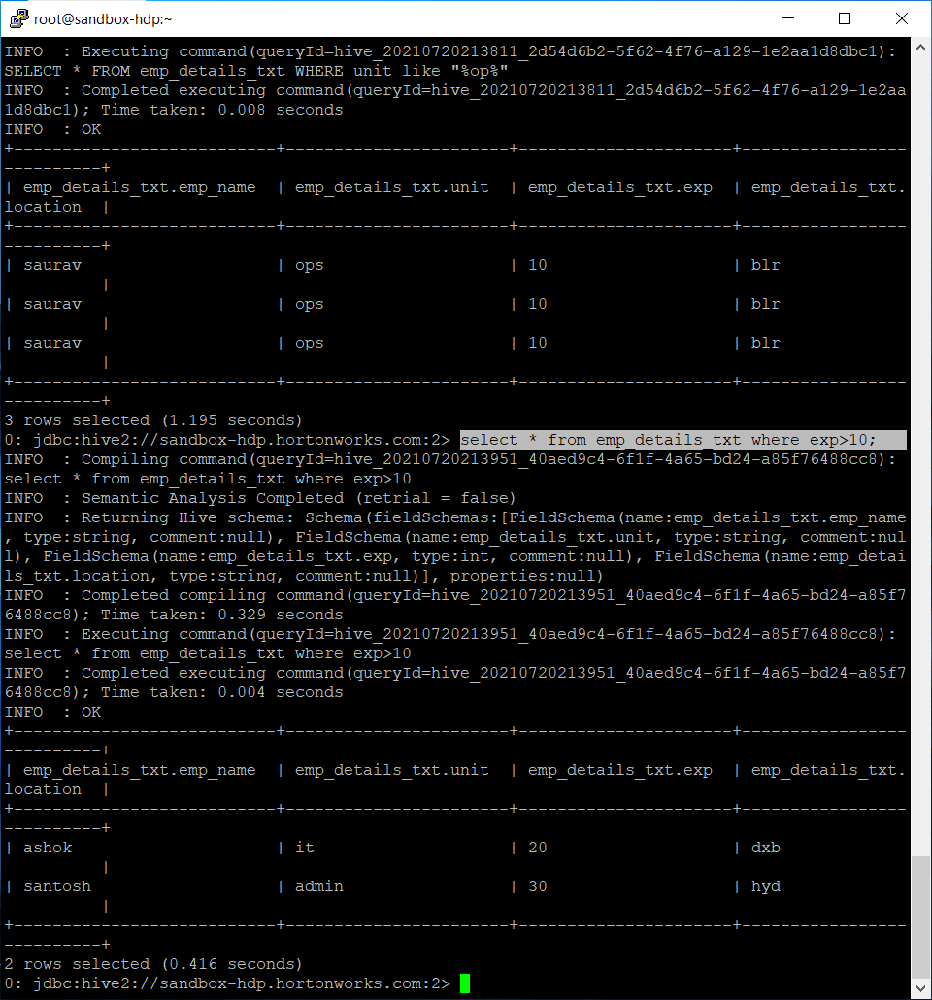 root@sandbox-hdp:~
INFO  : Executing command(queryId=hive_20210720213811_2d54d6b2-5f62-4f76-a129-1e2aa1d8dbc1):
SELECT * FROM emp_details_txt WHERE unit like "%op%"
INFO  : Completed executing command(queryId=hive_20210720213811_2d54d6b2-5f62-4f76-a129-1e2aa
1d8dbc1); Time taken: 0.008 seconds
INFO  : OK
+---------------------------+-----------------------+----------------------+-----------------
----------+
| emp_details_txt.emp_name  | emp_details_txt.unit  | emp_details_txt.exp  | emp_details_txt.
location  |
+---------------------------+-----------------------+----------------------+-----------------
----------+
| saurav                    | ops                   | 10                   | blr
          |
| saurav                    | ops                   | 10                   | blr
          |
| saurav                    | ops                   | 10                   | blr
          |
+---------------------------+-----------------------+----------------------+-----------------
----------+
3 rows selected (1.195 seconds)
0: jdbc:hive2://sandbox-hdp.hortonworks.com:2> select * from emp_details_txt where exp>10;
INFO  : Compiling command(queryId=hive_20210720213951_40aed9c4-6f1f-4a65-bd24-a85f76488cc8):
select * from emp_details_txt where exp>10
INFO  : Semantic Analysis Completed (retrial = false)
INFO  : Returning Hive schema: Schema(fieldSchemas:[FieldSchema(name:emp_details_txt.emp_name
, type:string, comment:null), FieldSchema(name:emp_details_txt.unit, type:string, comment:nul
l), FieldSchema(name:emp_details_txt.exp, type:int, comment:null), FieldSchema(name:emp_detai
ls_txt.location, type:string, comment:null)], properties:null)
INFO  : Completed compiling command(queryId=hive_20210720213951_40aed9c4-6f1f-4a65-bd24-a85f7
6488cc8); Time taken: 0.329 seconds
INFO  : Executing command(queryId=hive_20210720213951_40aed9c4-6f1f-4a65-bd24-a85f76488cc8):
select * from emp_details_txt where exp>10
INFO  : Completed executing command(queryId=hive_20210720213951_40aed9c4-6f1f-4a65-bd24-a85f7
6488cc8); Time taken: 0.004 seconds
INFO  : OK
+---------------------------+-----------------------+----------------------+-----------------
----------+
| emp_details_txt.emp_name  | emp_details_txt.unit  | emp_details_txt.exp  | emp_details_txt.
location  |
+---------------------------+-----------------------+----------------------+-----------------
----------+
| ashok                     | it                    | 20                   | dxb
          |
| santosh                   | admin                 | 30                   | hyd
          |
+---------------------------+-----------------------+----------------------+-----------------
----------+
2 rows selected (0.416 seconds)
0: jdbc:hive2://sandbox-hdp.hortonworks.com:2>